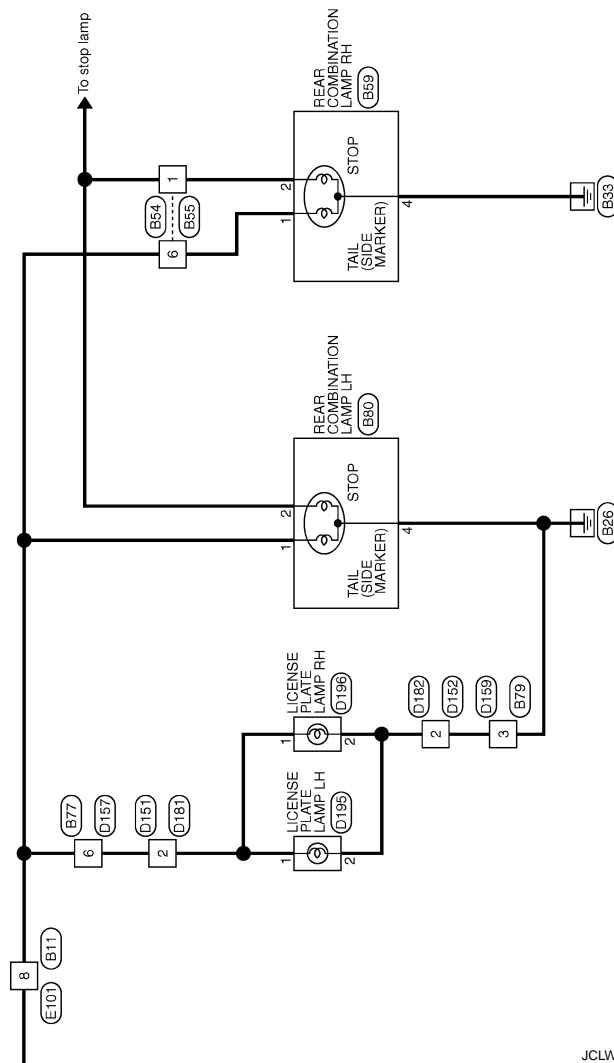 To stop lamp
REAR
COMBINATION
LAMP RH
B59
1
B54
B55
6
2
1
STOP
TAIL
(SIDE
MARKER)
4
B33
REAR
COMBINATION
LAMP LH
B80
2
1
STOP
TAIL
(SIDE
MARKER)
4
B26
LICENSE
PLATE
LAMP RH
D196
1
2
LICENSE
PLATE
LAMP LH
D195
1
2
D182
D152
2
D159
B79
3
B77
D157
6
D151
D181
2
8
B11
E101
JCLW